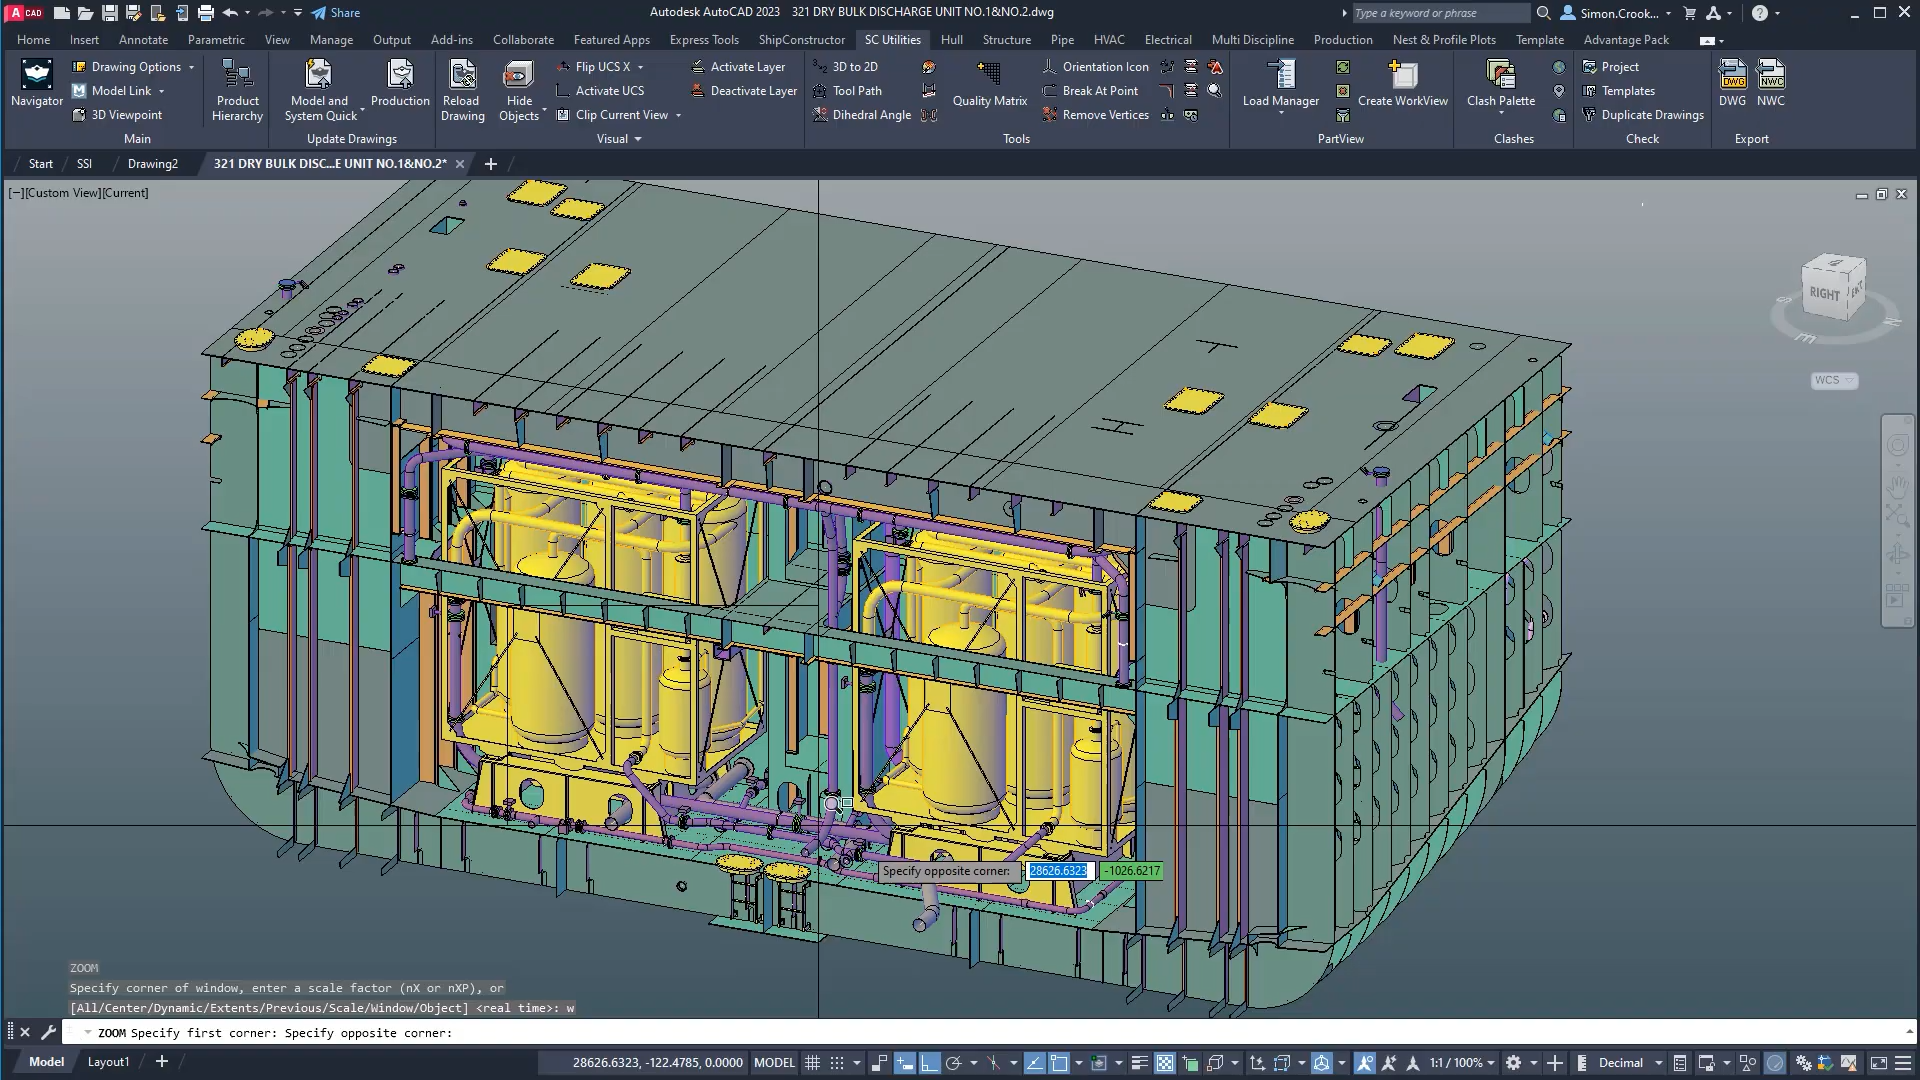 A CAD
Share
Autodesk AutoCAD 2023    321 DRY BULK DISCHARGE UNIT NO.1&NO.2.dwg
Type a keyword or phrase
Simon.Crook...
Home Insert Annotate Parametric View Manage Output Add-ins Collaborate Featured Apps Express Tools ShipConstructor SC Utilities Hull Structure Pipe HVAC Electrical Multi Discipline Production Nest & Profile Plots Template Advantage Pack
Navigator
Drawing Options
Model Link
3D Viewpoint
Main
Product Hierarchy
Model and System Quick
Production
Update Drawings
Reload Drawing
Hide Objects
Flip UCS X
Activate UCS
Clip Current View
Activate Layer
Deactivate Layer
Visual
3D to 2D
Tool Path
Dihedral Angle
Quality Matrix
Orientation Icon
Break At Point
Remove Vertices
Tools
Load Manager
Create WorkView
PartView
Clash Palette
Clashes
Project
Templates
Duplicate Drawings
Check
DWG
DWG
NWC
NWC
Export
Start
SSI
Drawing2
321 DRY BULK DISC...E UNIT NO.1&NO.2*
[−][Custom View][Current]
RIGHT
WCS
Specify opposite corner: 28626.6323 -1026.6217
ZOOM
Specify corner of window, enter a scale factor (nX or nXP), or
[All/Center/Dynamic/Extents/Previous/Scale/Window/Object] <real time>: w
ZOOM Specify first corner: Specify opposite corner:
Model Layout1
28626.6323, -122.4785, 0.0000 MODEL
1:1 / 100%
Decimal